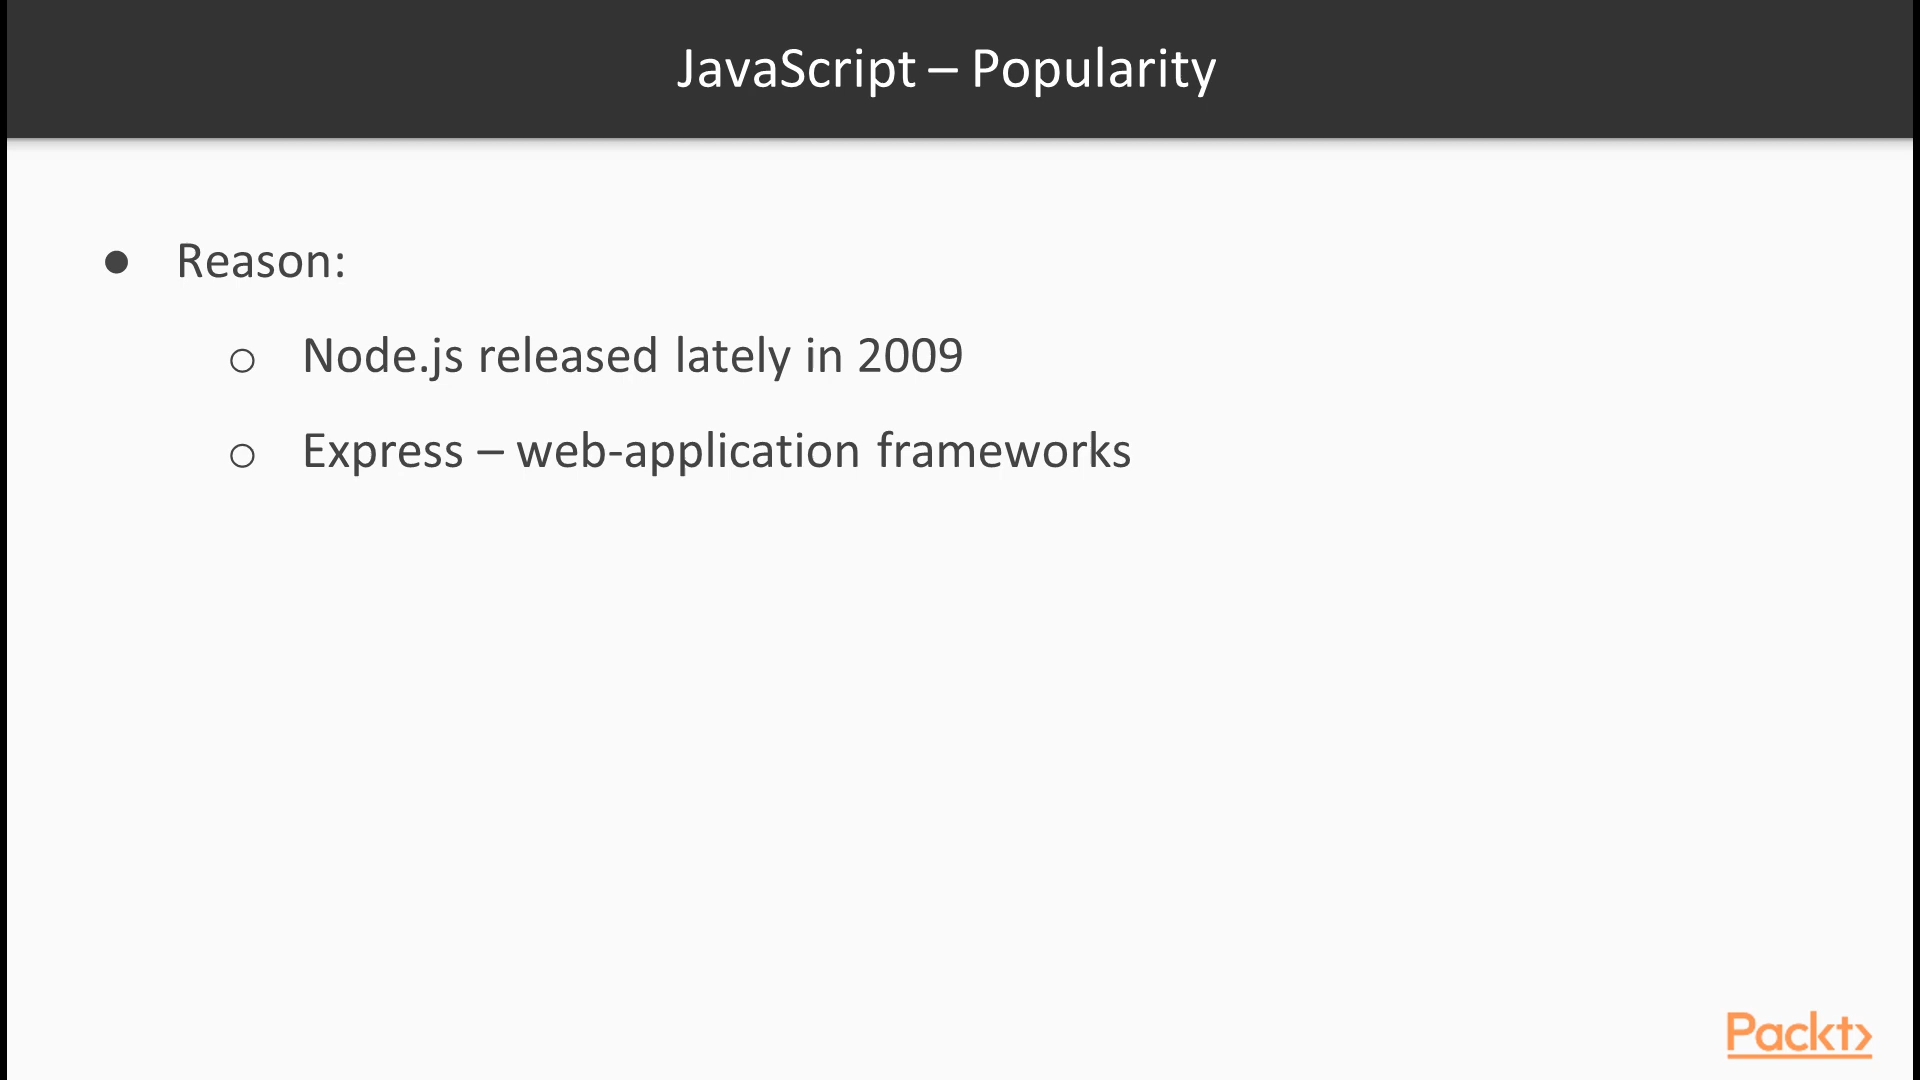 JavaScript – Popularity
● Reason:
○ Node.js released lately in 2009
○ Express – web-application frameworks
Packt>